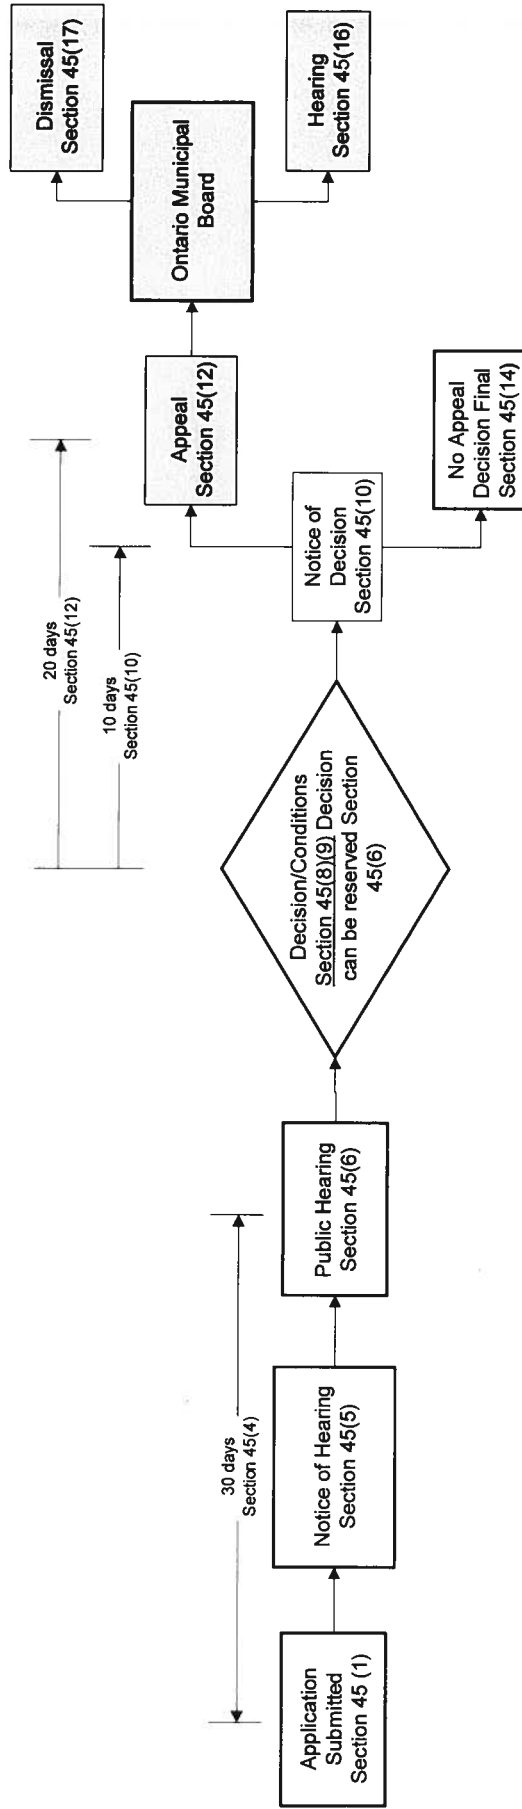 Application
Submitted
Section 45 (1)
Notice of Hearing
Section 45(5)
Public Hearing
Section 45(6)
30 days
Section 45(4)
Decision/Conditions
Section 45(8)(9) Decision
can be reserved Section
45(6)
10 days
Section 45(10)
20 days
Section 45(12)
Notice of
Decision
Section 45(10)
Appeal
Section 45(12)
No Appeal
Decision Final
Section 45(14)
Ontario Municipal
Board
Dismissal
Section 45(17)
Hearing
Section 45(16)